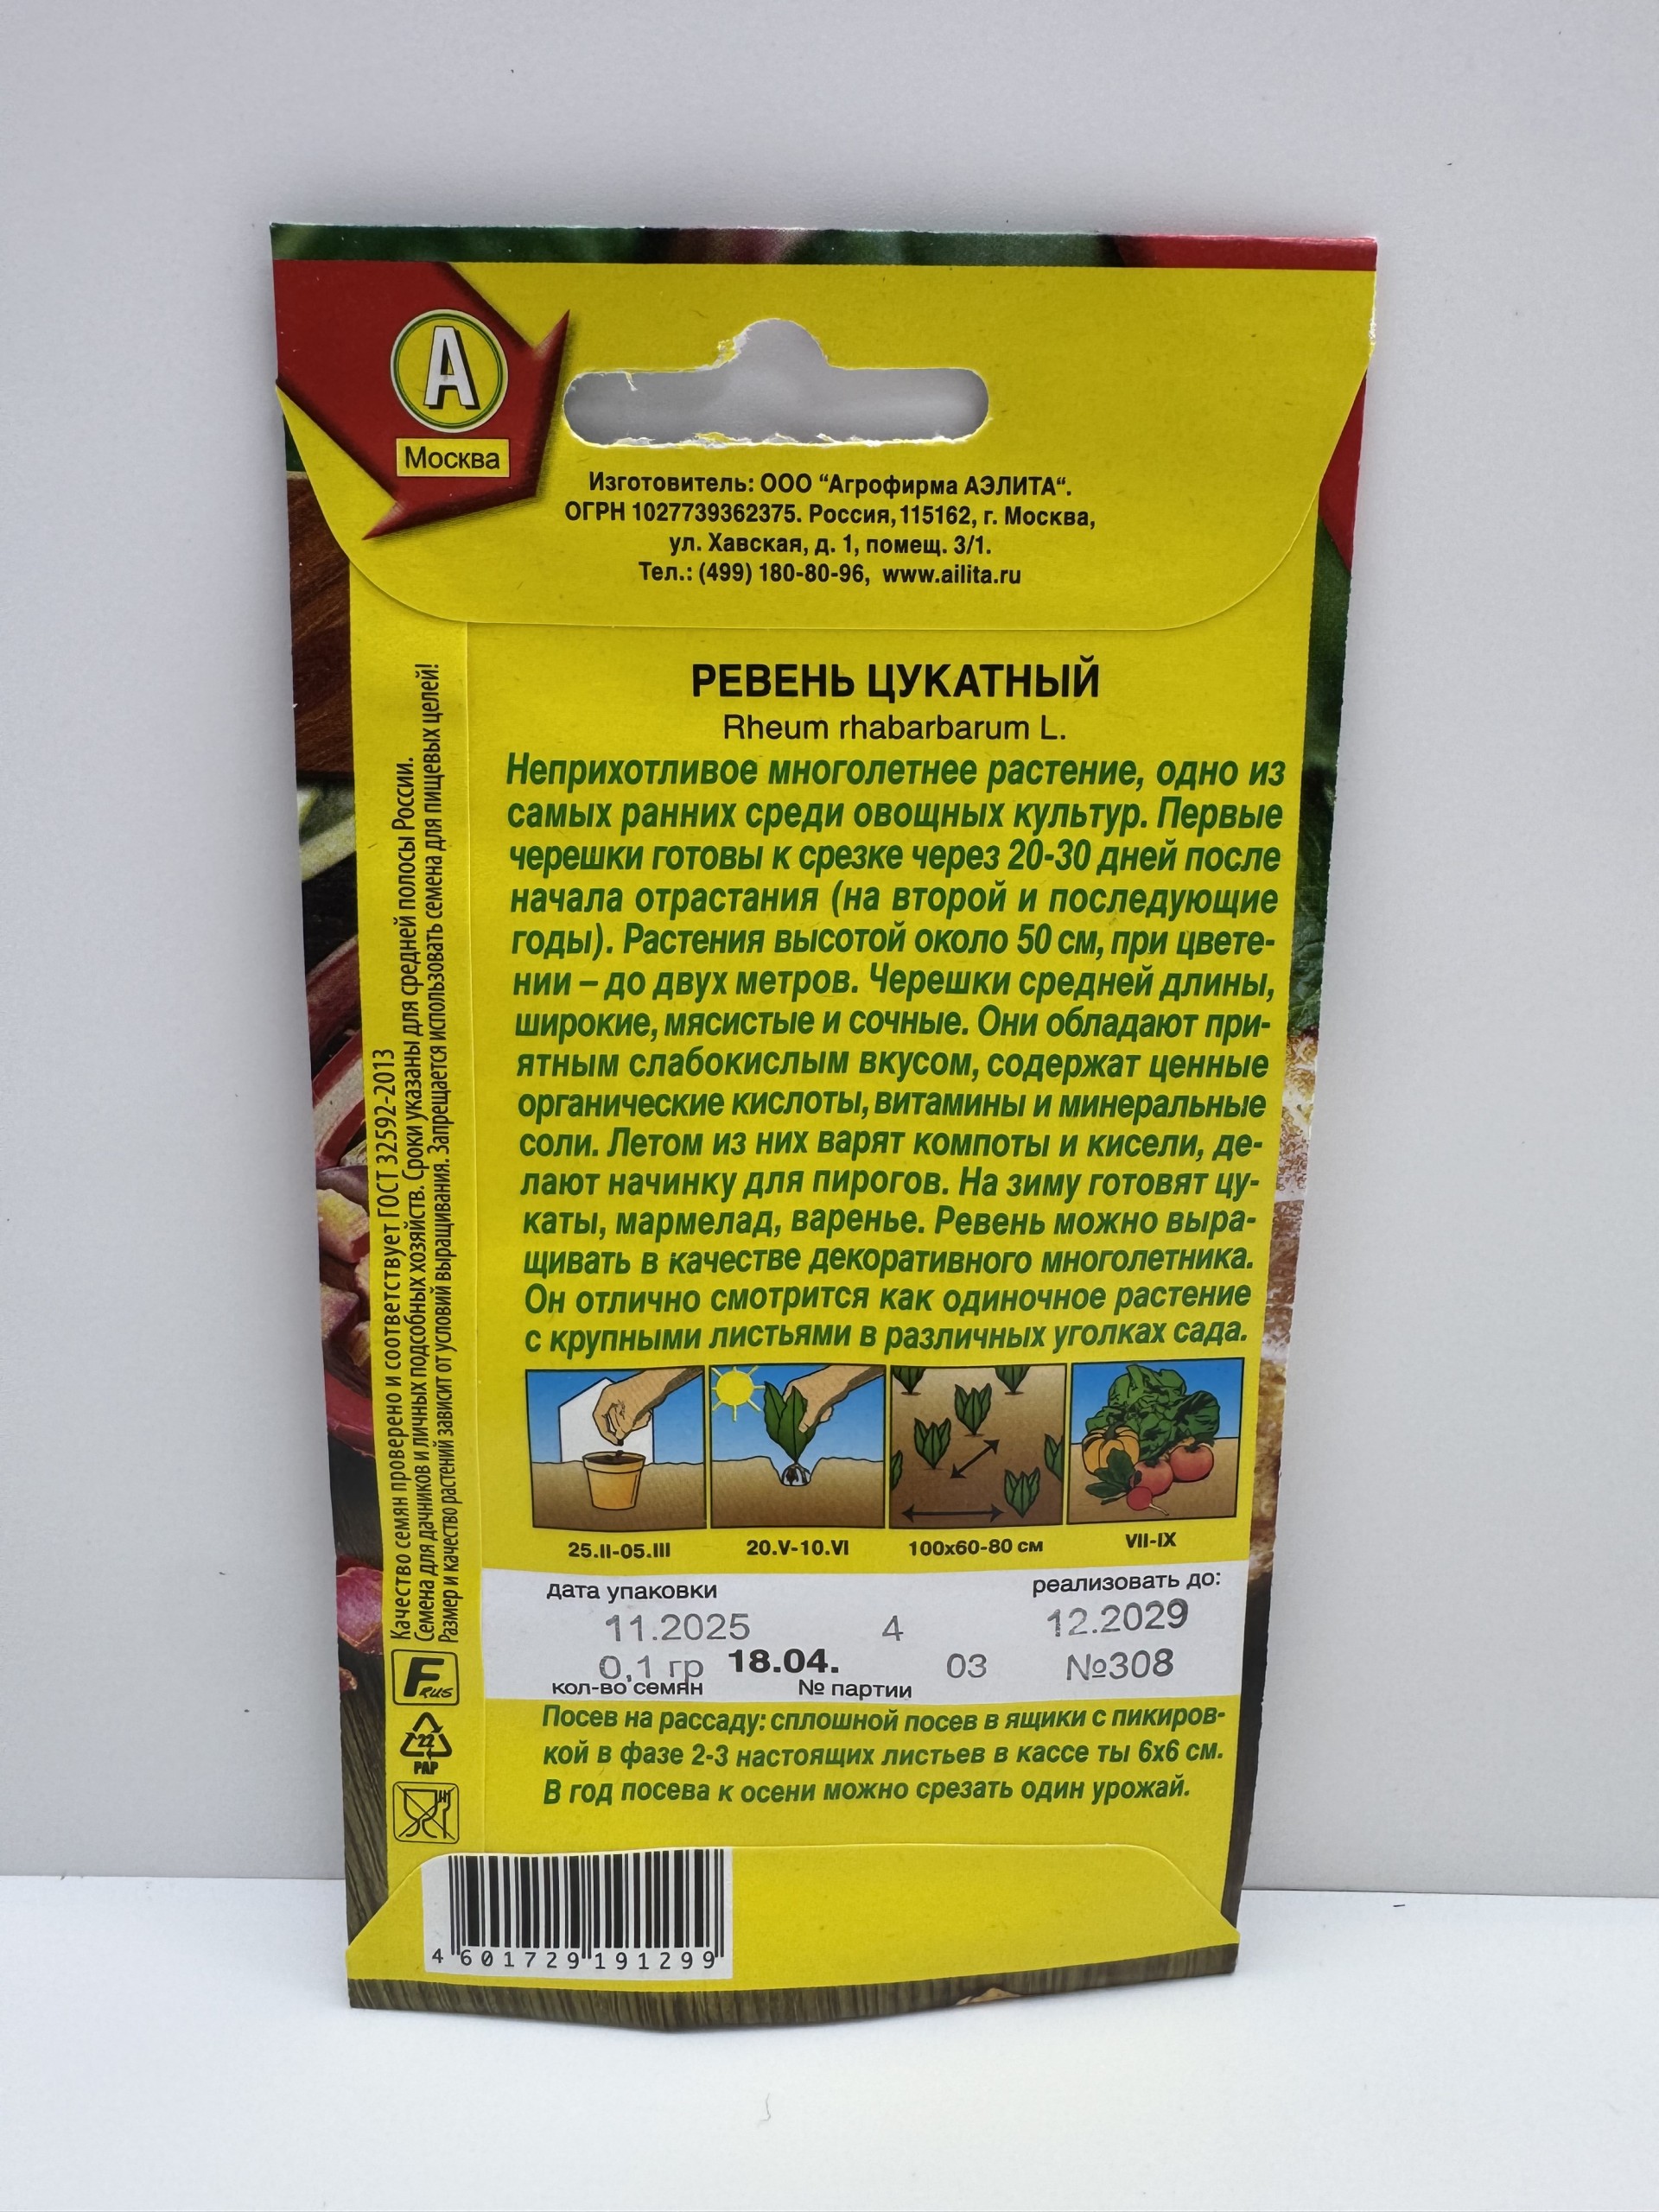 А
Москва
Изготовитель: ООО “Агрофирма АЭЛИТА“.
ОГРН 1027739362375. Россия, 115162, г. Москва,
ул. Хавская, д. 1, помещ. 3/1.
Тел.: (499) 180-80-96, www.ailita.ru
РЕВЕНЬ ЦУКАТНЫЙ
Rheum rhabarbarum L.
Неприхотливое многолетнее растение, одно из
самых ранних среди овощных культур. Первые
черешки готовы к срезке через 20-30 дней после
начала отрастания (на второй и последующие
годы). Растения высотой около 50 см, при цвете-
нии – до двух метров. Черешки средней длины,
широкие, мясистые и сочные. Они обладают при-
ятным слабокислым вкусом, содержат ценные
органические кислоты, витамины и минеральные
соли. Летом из них варят компоты и кисели, де-
лают начинку для пирогов. На зиму готовят цу-
каты, мармелад, варенье. Ревень можно выра-
щивать в качестве декоративного многолетника.
Он отлично смотрится как одиночное растение
с крупными листьями в различных уголках сада.
25.II-05.III
20.V-10.VI
100х60-80 см
VII-IX
дата упаковки
реализовать до:
11.2025
4
12.2029
0,1 гр
18.04.
03
№308
кол-во семян
№ партии
Посев на рассаду: сплошной посев в ящики с пикиров-
кой в фазе 2-3 настоящих листьев в кассе ты 6х6 см.
В год посева к осени можно срезать один урожай.
Качество семян проверено и соответствует ГОСТ 32592-2013
Семена для дачников и личных подсобных хозяйств. Сроки указаны для средней полосы России.
Размер и качество растений зависит от условий выращивания. Запрещается использовать семена для пищевых целей!
F RUS
22
PAP
4 601729 191299